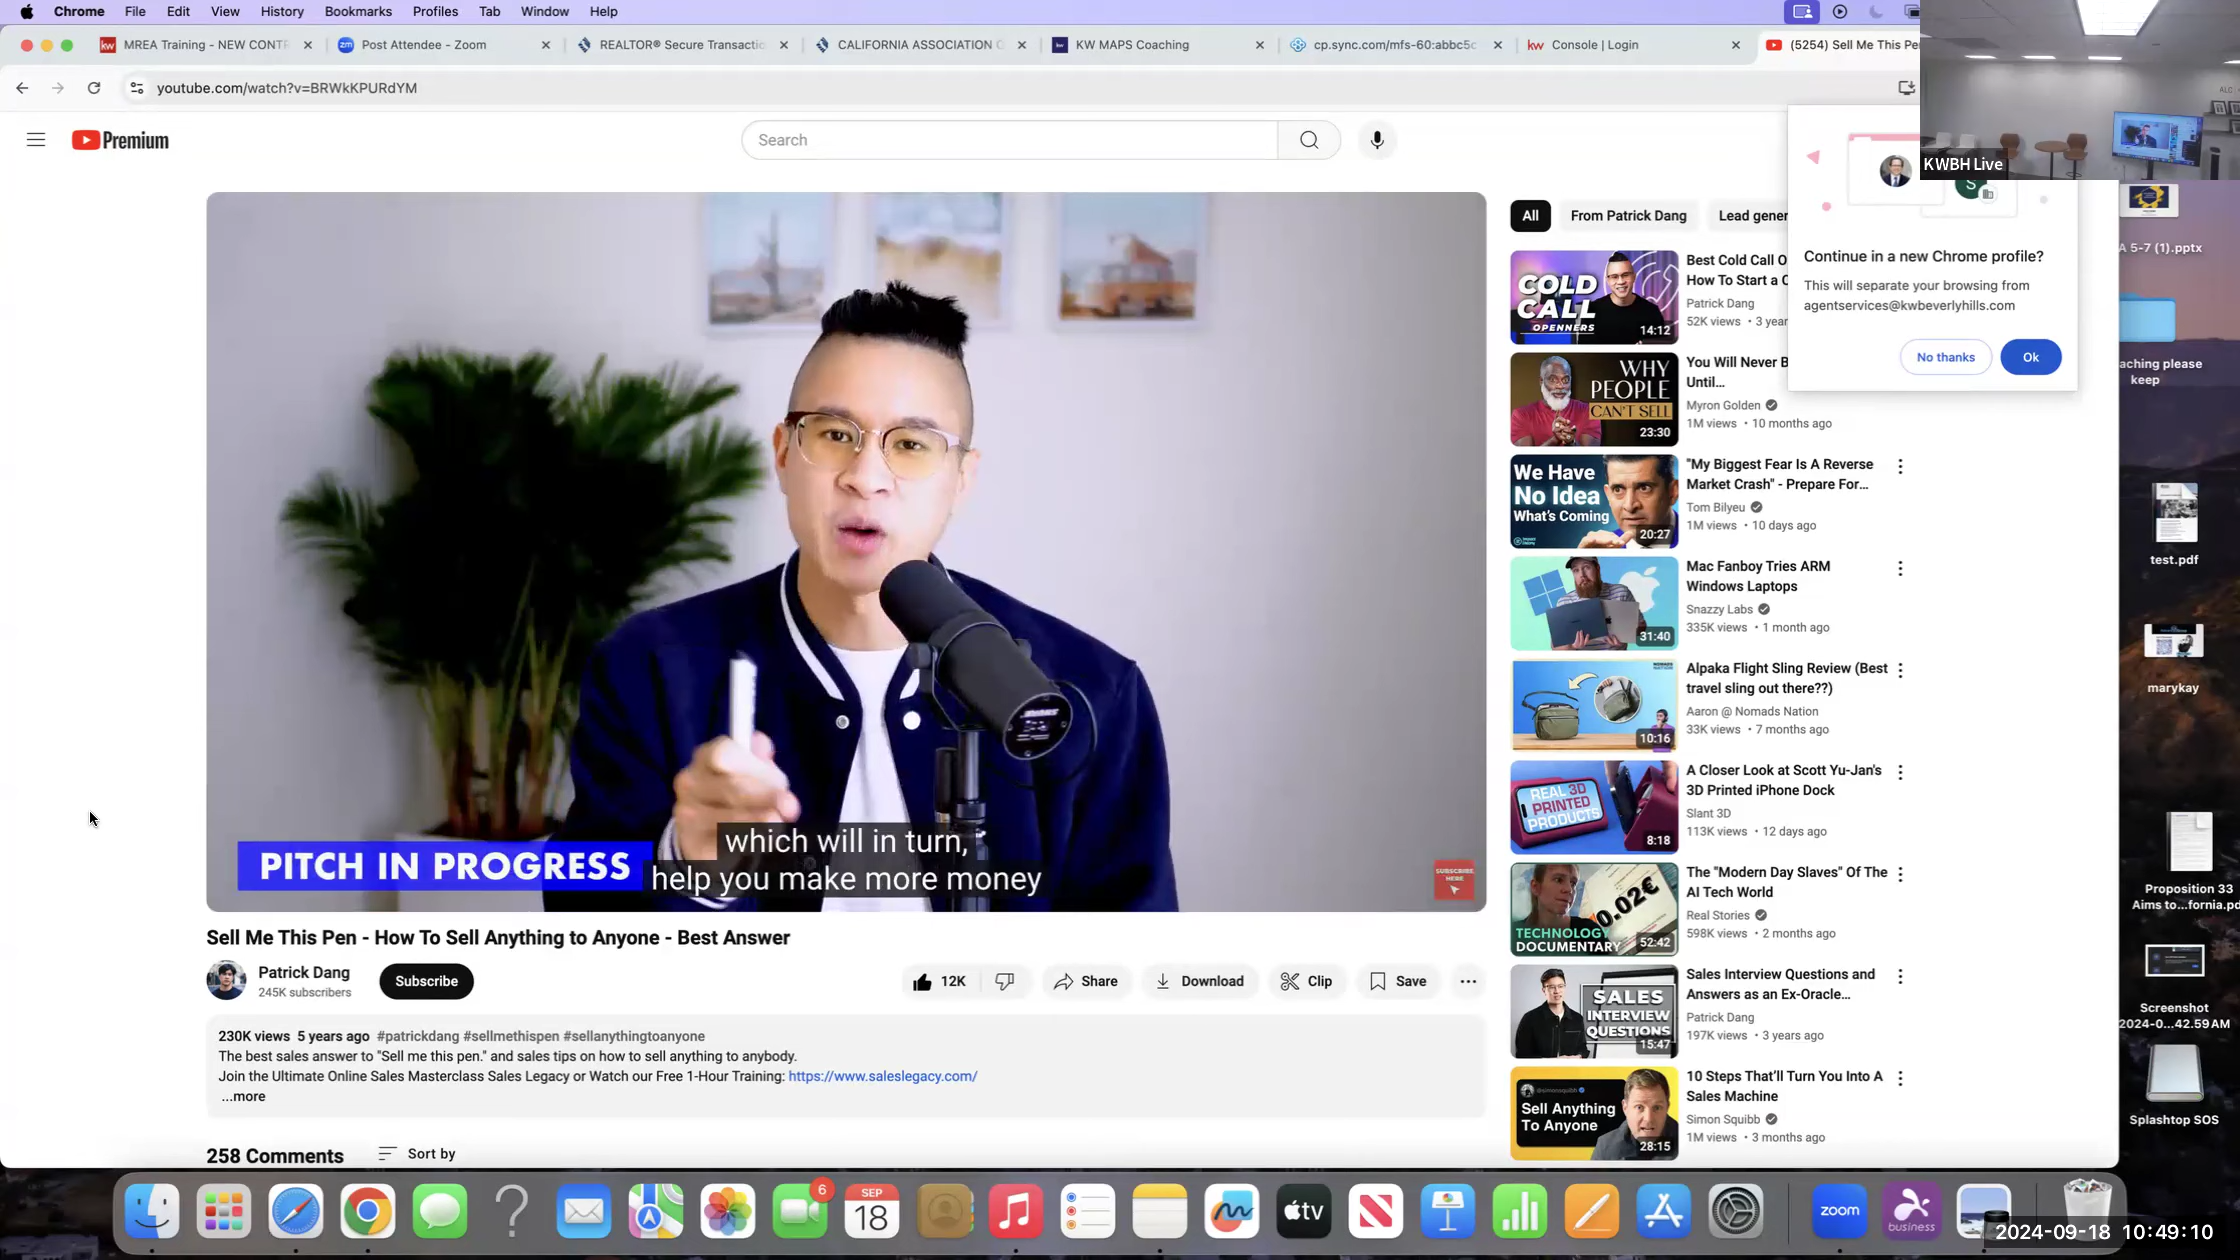 Chrome File Edit View History Bookmarks Profiles Tab Window Help
MREA Training - NEW CONTR
Post Attendee - Zoom
REALTOR® Secure Transactio
CALIFORNIA ASSOCIATION O
KW MAPS Coaching
cp.sync.com/mfs-60:abbc5c
Console | Login
(5254) Sell Me This Pe
youtube.com/watch?v=BRWkKPURdYM
Premium
Search
KWBH Live
Continue in a new Chrome profile?
This will separate your browsing from
agentservices@kwbeverlyhills.com
No thanks
Ok
All
From Patrick Dang
Lead gener
PITCH IN PROGRESS
which will in turn,
help you make more money
SUBSCRIBE
HERE
Sell Me This Pen - How To Sell Anything to Anyone - Best Answer
Patrick Dang
245K subscribers
Subscribe
12K
Share
Download
Clip
Save
230K views 5 years ago #patrickdang #sellmethispen #sellanythingtoanyone
The best sales answer to "Sell me this pen." and sales tips on how to sell anything to anybody.
Join the Ultimate Online Sales Masterclass Sales Legacy or Watch our Free 1-Hour Training: https://www.saleslegacy.com/
...more
258 Comments
Sort by
COLD
CALL
OPENNERS
14:12
Best Cold Call O
How To Start a C
Patrick Dang
52K views • 3 year
WHY
PEOPLE
CAN'T SELL
23:30
You Will Never B
Until...
Myron Golden
1M views • 10 months ago
We Have
No Idea
What's Coming
20:27
"My Biggest Fear Is A Reverse
Market Crash" - Prepare For...
Tom Bilyeu
1M views • 10 days ago
31:40
Mac Fanboy Tries ARM
Windows Laptops
Snazzy Labs
335K views • 1 month ago
10:16
Alpaka Flight Sling Review (Best
travel sling out there??)
Aaron @ Nomads Nation
33K views • 7 months ago
REAL 3D
PRINTED
PRODUCTS
8:18
A Closer Look at Scott Yu-Jan's
3D Printed iPhone Dock
Slant 3D
113K views • 12 days ago
0.02€
TECHNOLOGY
DOCUMENTARY
52:42
The "Modern Day Slaves" Of The
AI Tech World
Real Stories
598K views • 2 months ago
SALES
INTERVIEW
QUESTIONS
15:47
Sales Interview Questions and
Answers as an Ex-Oracle...
Patrick Dang
197K views • 3 years ago
Sell Anything
To Anyone
28:15
10 Steps That'll Turn You Into A
Sales Machine
Simon Squibb
1M views • 3 months ago
A 5-7 (1).pptx
aching please
keep
test.pdf
marykay
Proposition 33
Aims to...fornia.pd
Screenshot
2024-0...42.59 AM
Splashtop SOS
6
SEP
18
tv
zoom
business
2024-09-18 10:49:10